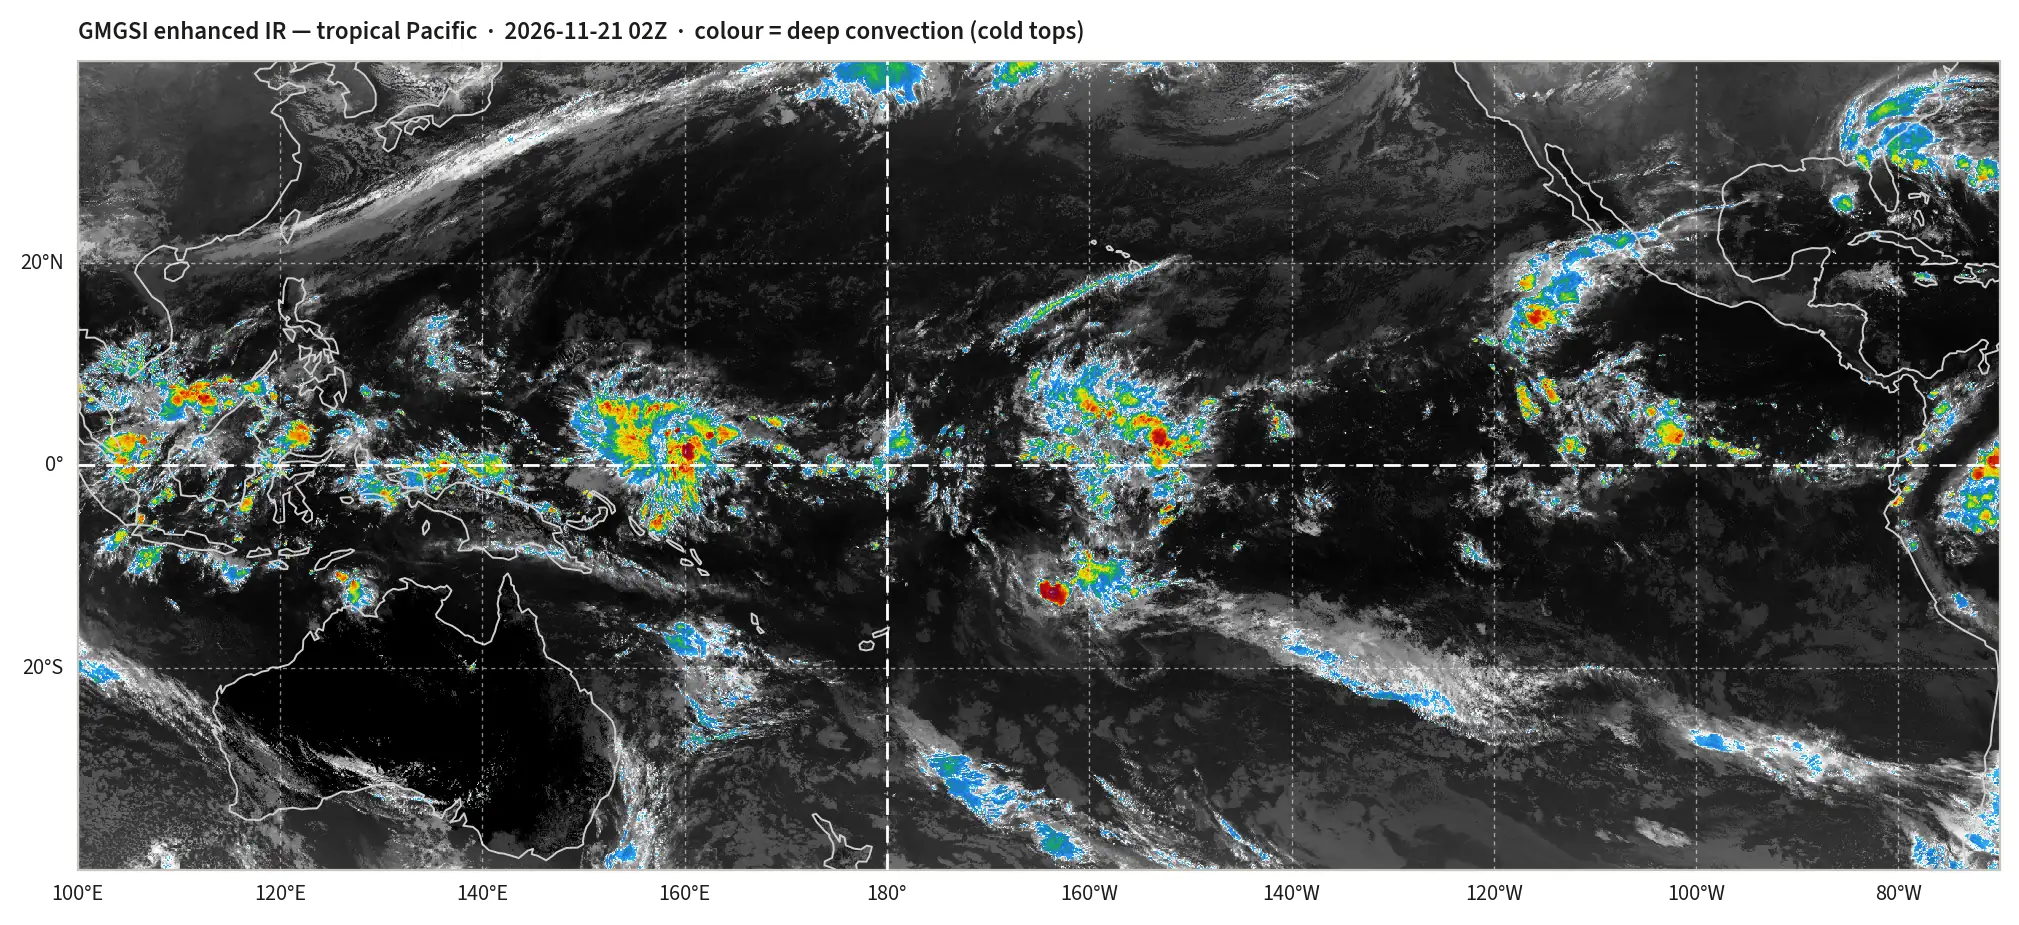 GMGSI enhanced IR — tropical Pacific · 2026-11-21 02Z · colour = deep convection (cold tops)
20°N
0°
20°S
100°E 120°E 140°E 160°E 180° 160°W 140°W 120°W 100°W 80°W